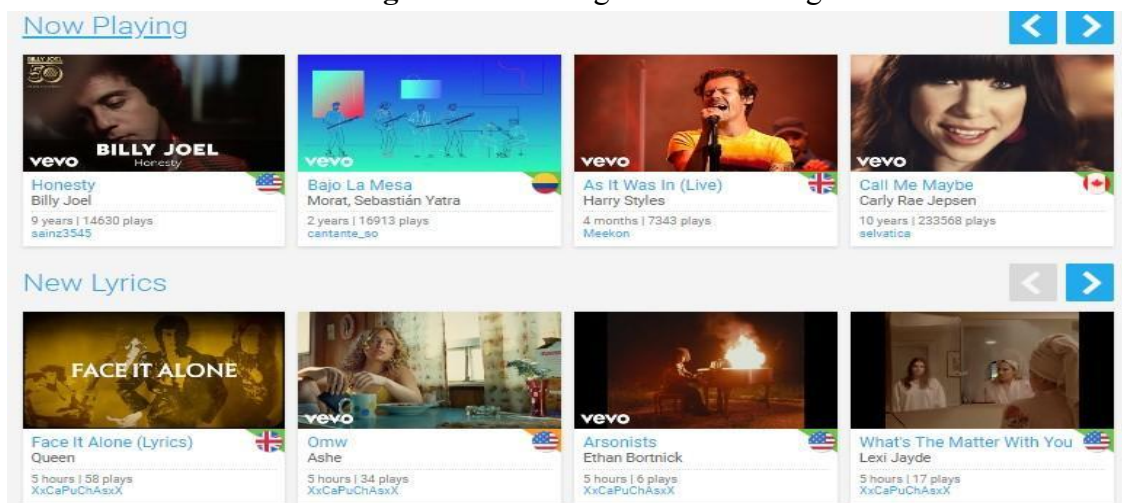 Now Playing
BILLY JOEL
50
BILLY JOEL
Honesty
vevo
Honesty
Billy Joel
9 years | 14630 plays
sainz3545
vevo
Bajo La Mesa
Morat, Sebastián Yatra
2 years | 16913 plays
cantante_so
vevo
As It Was In (Live)
Harry Styles
4 months | 7343 plays
Meekon
vevo
Call Me Maybe
Carly Rae Jepsen
10 years | 233568 plays
selvatica
New Lyrics
FACE IT ALONE
Face It Alone (Lyrics)
Queen
5 hours | 58 plays
XxCaPuChAsxX
vevo
Omw
Ashe
5 hours | 34 plays
XxCaPuChAsxX
vevo
Arsonists
Ethan Bortnick
5 hours | 6 plays
XxCaPuChAsxX
What's The Matter With You
Lexi Jayde
5 hours | 17 plays
XxCaPuChAsxX